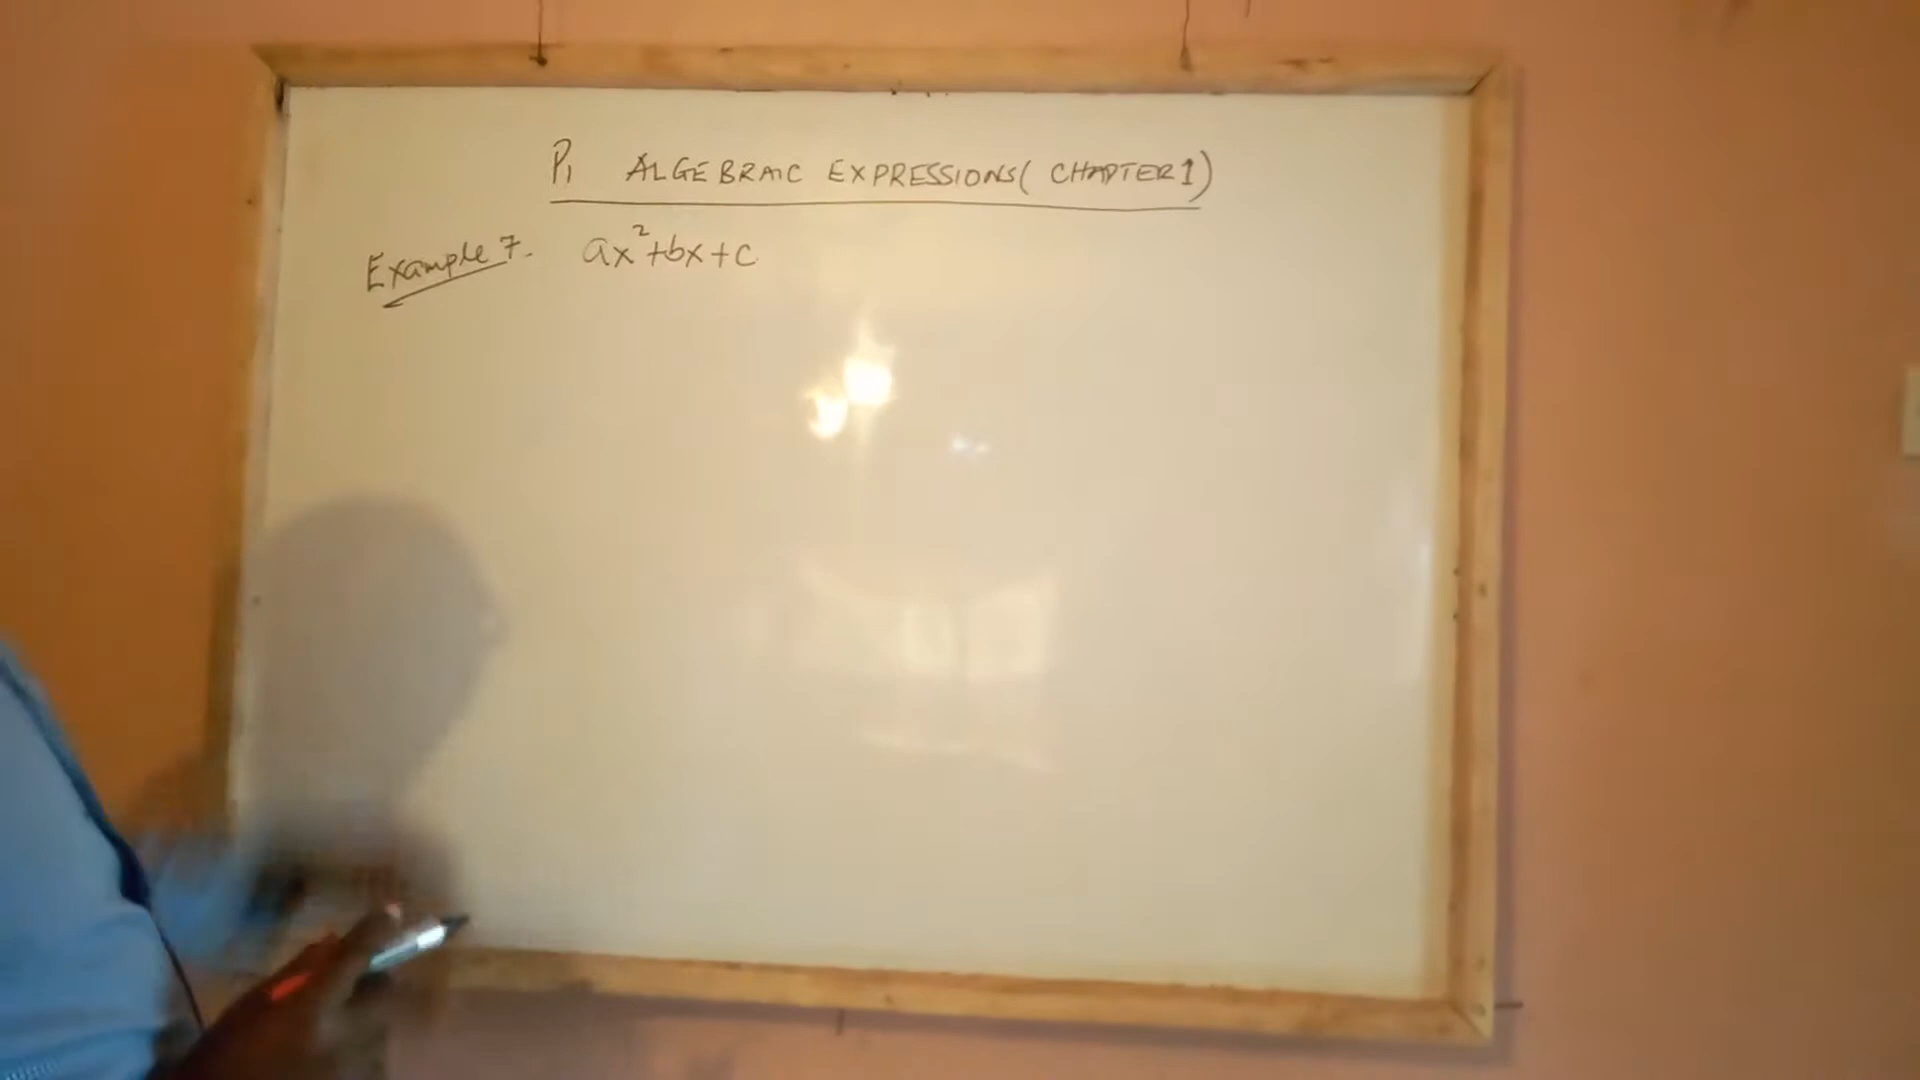 P₁ ALGEBRAIC EXPRESSIONS( CHAPTER 1)
Example 7. ax²+bx+c